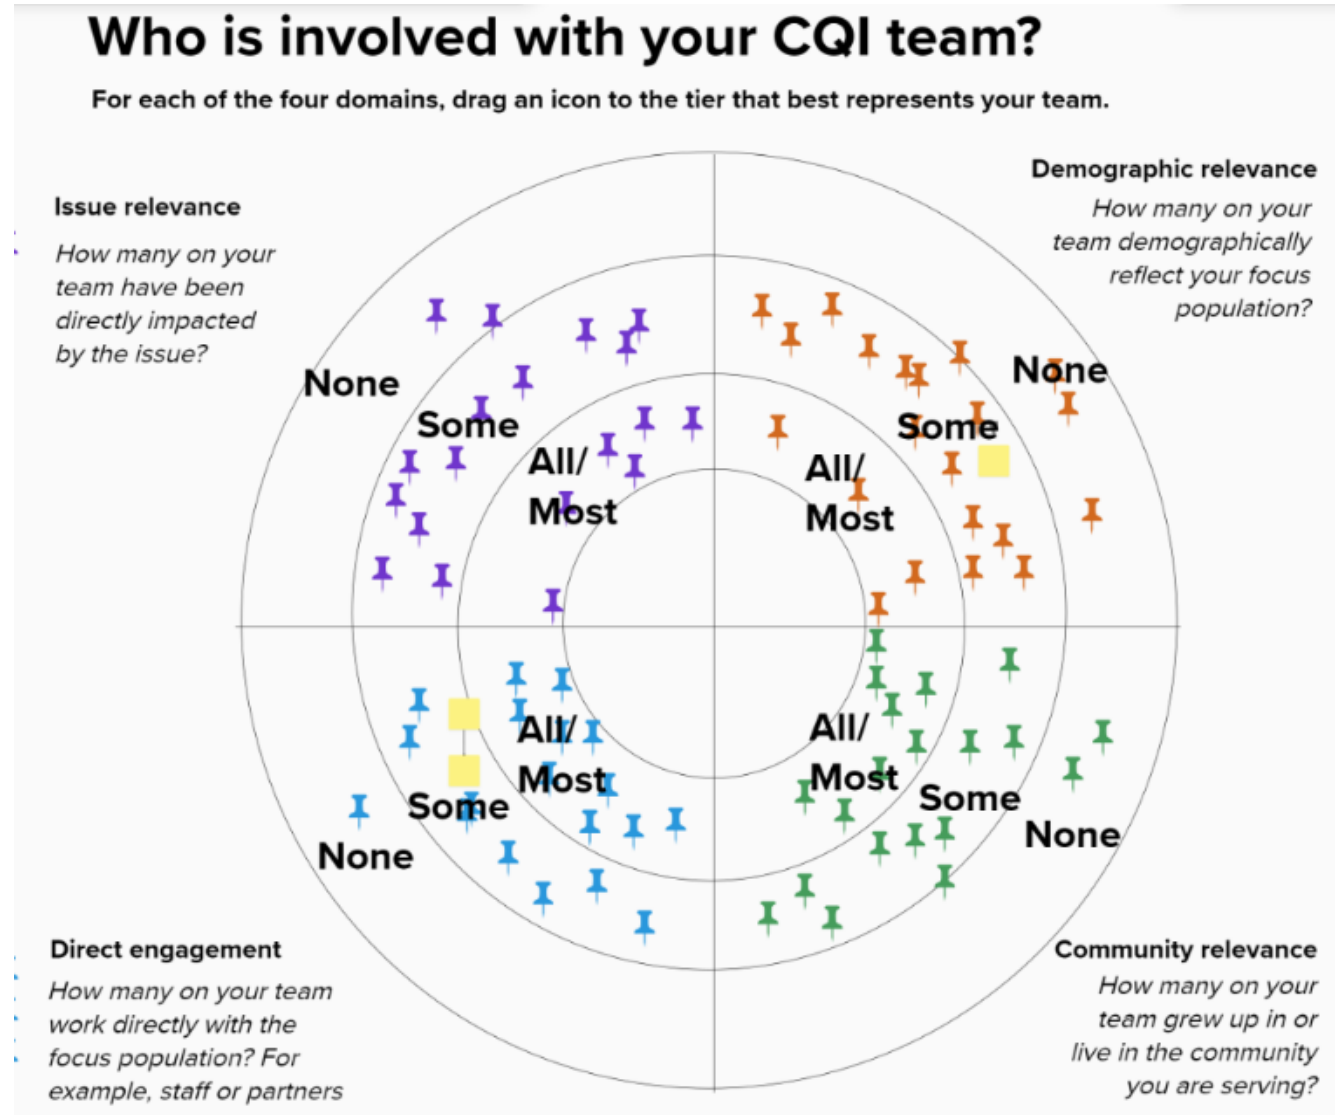 Who is involved with your CQI team?
For each of the four domains, drag an icon to the tier that best represents your team.
Issue relevance
How many on your
team have been
directly impacted
by the issue?
Demographic relevance
How many on your
team demographically
reflect your focus
population?
None
Some
All/
Most
None
Some
All/
Most
All/
Most
Some
None
All/
Most
Some
None
Direct engagement
How many on your team
work directly with the
focus population? For
example, staff or partners
Community relevance
How many on your
team grew up in or
live in the community
you are serving?